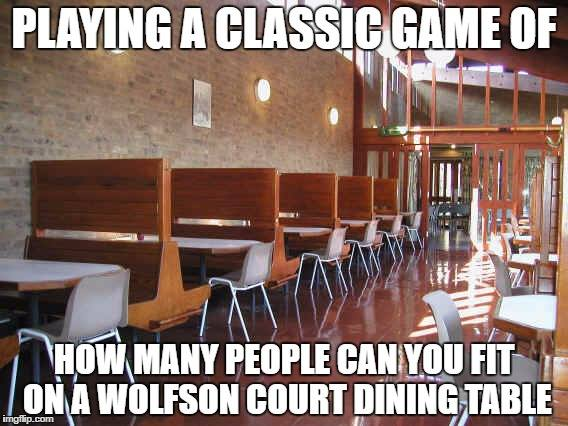 PLAYING A CLASSIC GAME OF
HOW MANY PEOPLE CAN YOU FIT
ON A WOLFSON COURT DINING TABLE
imgflip.com